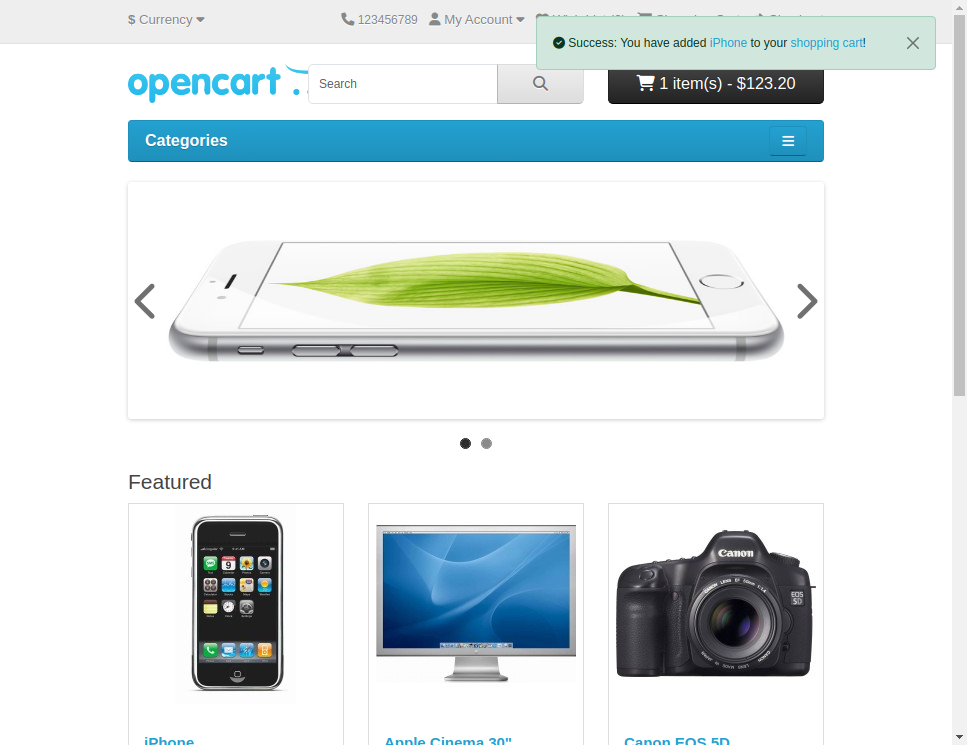 $ Currency
123456789
My Account
Success: You have added iPhone to your shopping cart!
opencart
Search
1 item(s) - $123.20
Categories
Featured
Canon
EOS
5D
iPhone
Apple Cinema 30"
Canon EOS 5D